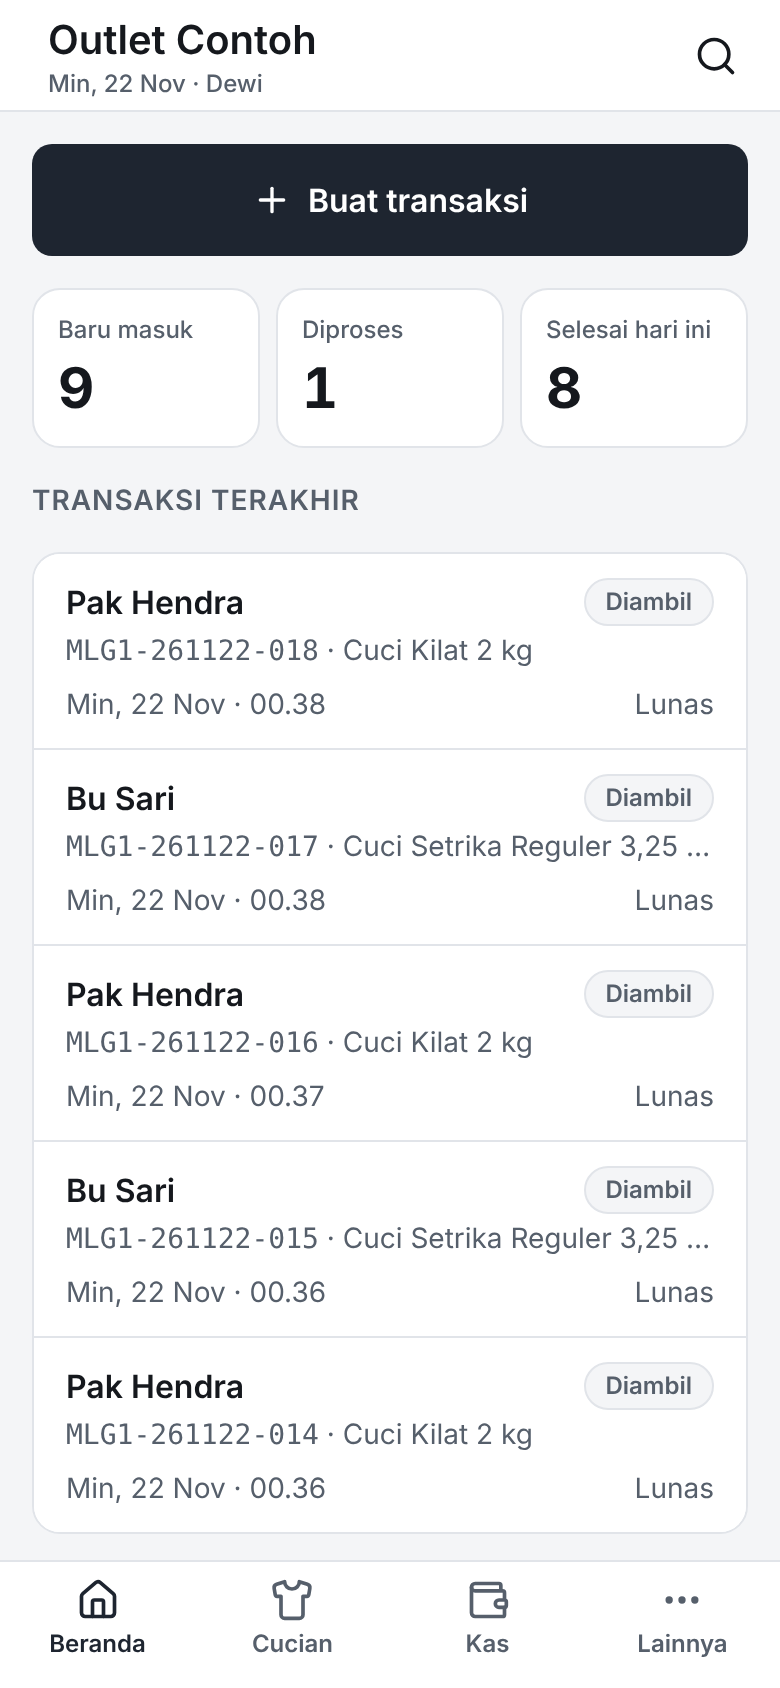 Outlet Contoh
Min, 22 Nov · Dewi
Buat transaksi
Baru masuk
9
Diproses
1
Selesai hari ini
8
TRANSAKSI TERAKHIR
Pak Hendra
Diambil
MLG1-261122-018 · Cuci Kilat 2 kg
Min, 22 Nov · 00.38
Lunas
Bu Sari
Diambil
MLG1-261122-017 · Cuci Setrika Reguler 3,25 ...
Min, 22 Nov · 00.38
Lunas
Pak Hendra
Diambil
MLG1-261122-016 · Cuci Kilat 2 kg
Min, 22 Nov · 00.37
Lunas
Bu Sari
Diambil
MLG1-261122-015 · Cuci Setrika Reguler 3,25 ...
Min, 22 Nov · 00.36
Lunas
Pak Hendra
Diambil
MLG1-261122-014 · Cuci Kilat 2 kg
Min, 22 Nov · 00.36
Lunas
Beranda
Cucian
Kas
Lainnya